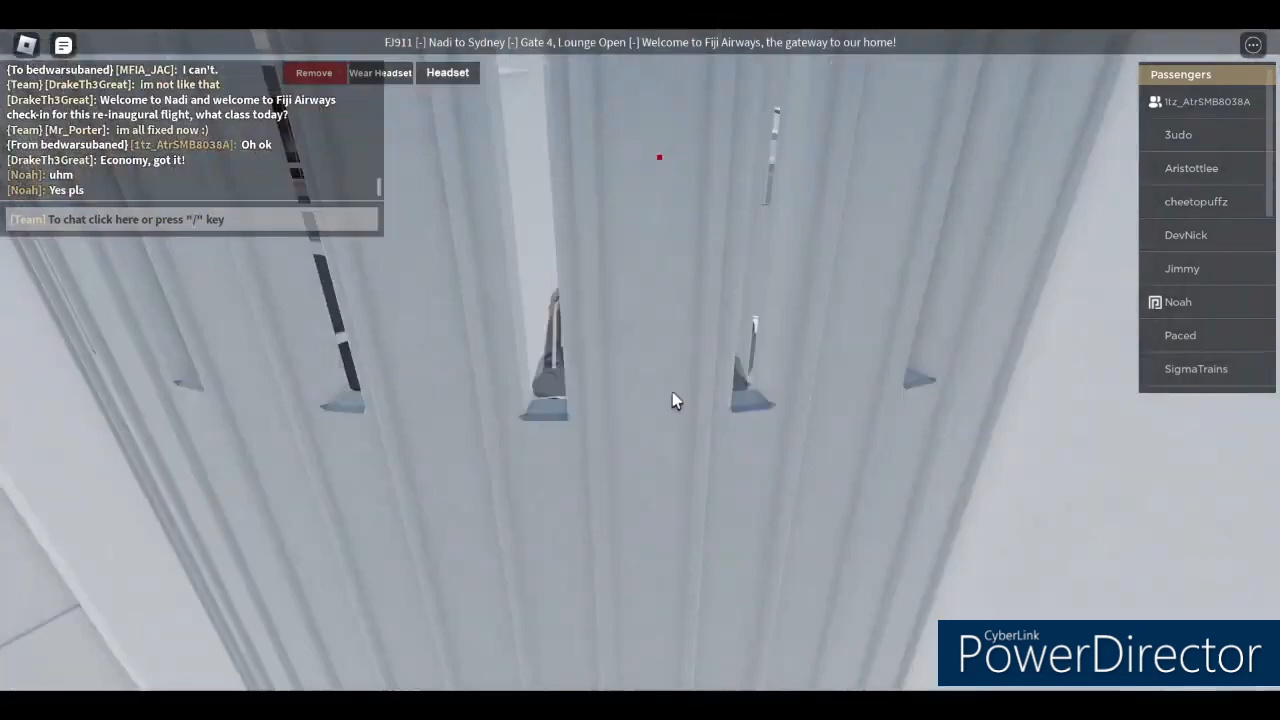 FJ911 [-] Nadi to Sydney [-] Gate 4, Lounge Open [-] Welcome to Fiji Airways, the gateway to our home!
{To bedwarsubaned} [MFIA_JAC]: I can't.
{Team} [DrakeTh3Great]: im not like that
[DrakeTh3Great]: Welcome to Nadi and welcome to Fiji Airways
check-in for this re-inaugural flight, what class today?
{Team} [Mr_Porter]: im all fixed now :)
{From bedwarsubaned} [1tz_AtrSMB8038A]: Oh ok
[DrakeTh3Great]: Economy, got it!
[Noah]: uhm
[Noah]: Yes pls
[Team] To chat click here or press "/" key
Remove
Wear Headset
Headset
Passengers
1tz_AtrSMB8038A
3udo
Aristottlee
cheetopuffz
DevNick
Jimmy
Noah
Paced
SigmaTrains
CyberLink
PowerDirector